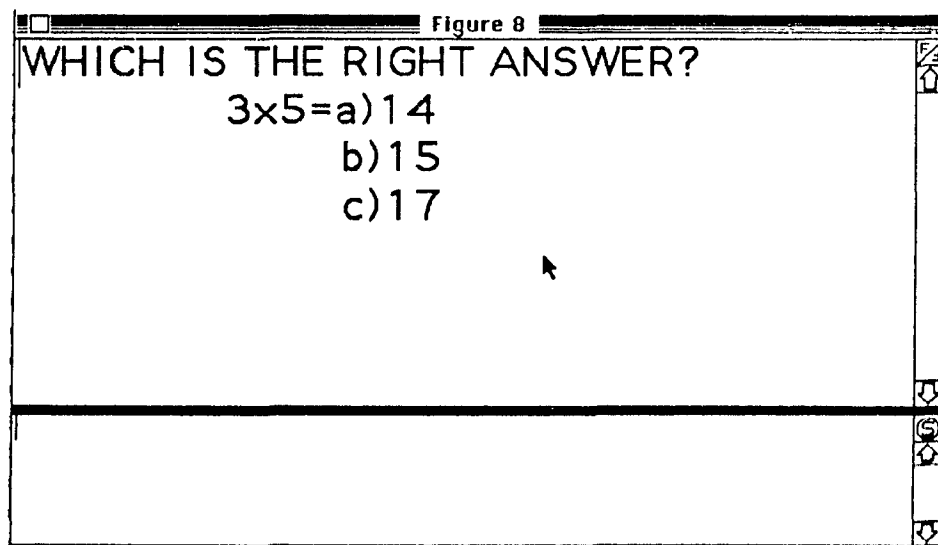 Figure 8
WHICH IS THE RIGHT ANSWER?
3x5=a)14
b)15
c)17